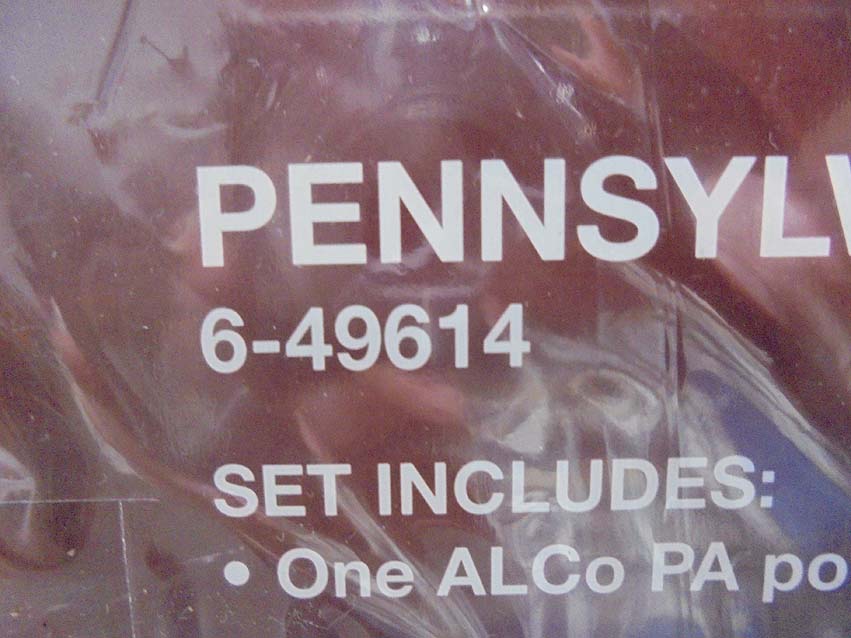 PENNSYL
6-49614
SET INCLUDES:
• One ALCo PA po